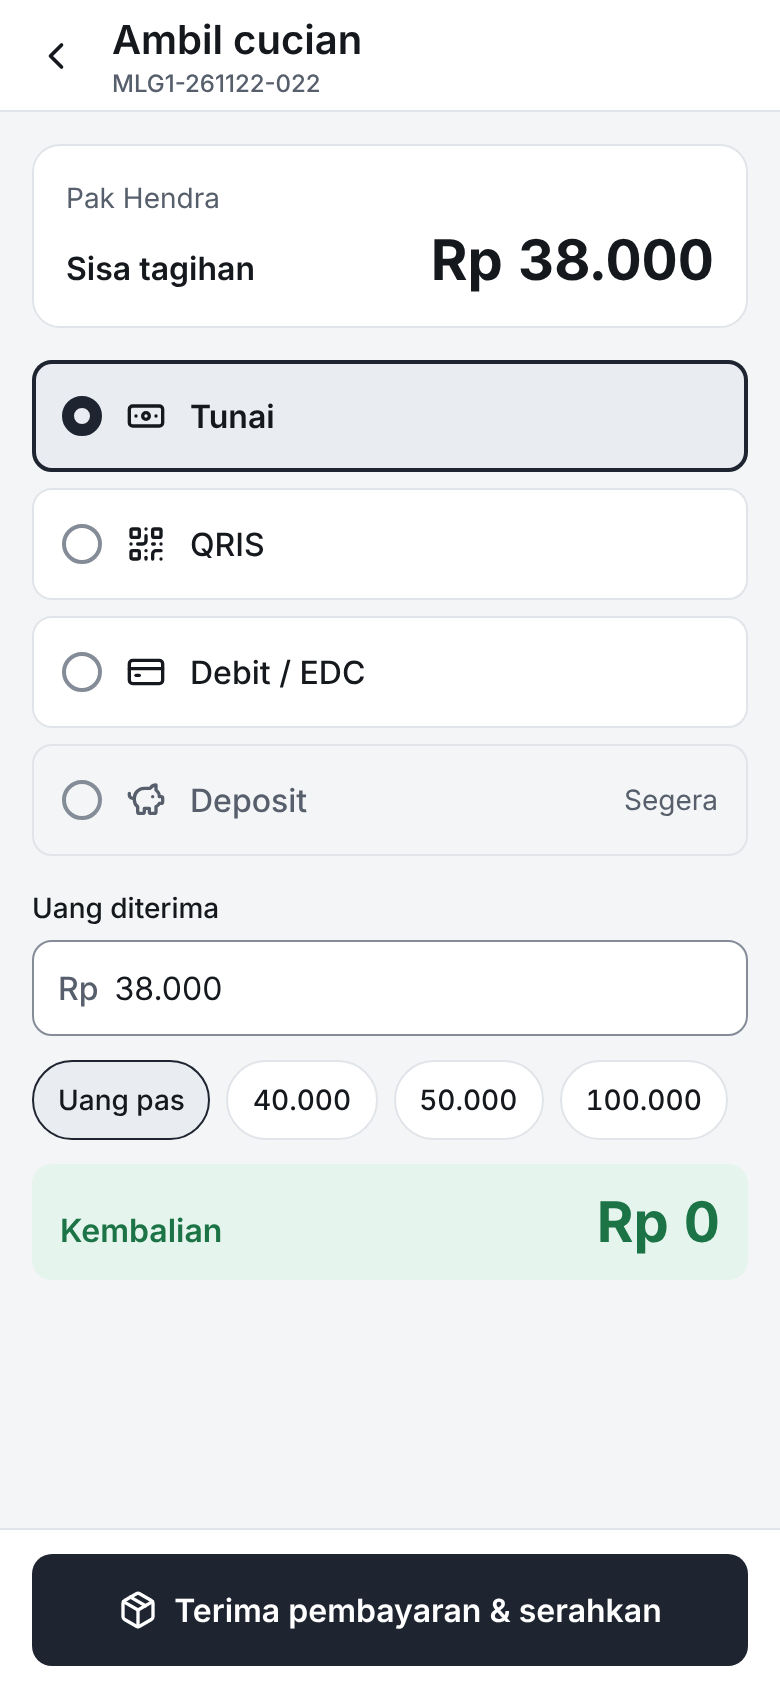 Ambil cucian
MLG1-261122-022
Pak Hendra
Sisa tagihan Rp 38.000
Tunai
QRIS
Debit / EDC
Deposit Segera
Uang diterima
Rp 38.000
Uang pas 40.000 50.000 100.000
Kembalian Rp 0
Terima pembayaran & serahkan